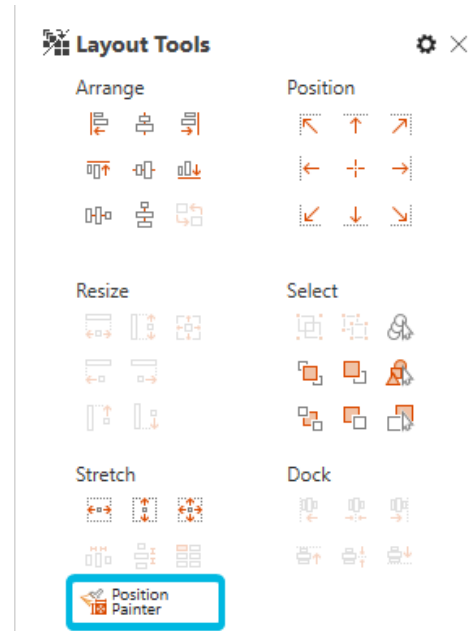 Layout Tools
Arrange
Position
Resize
Select
Stretch
Dock
Position
Painter